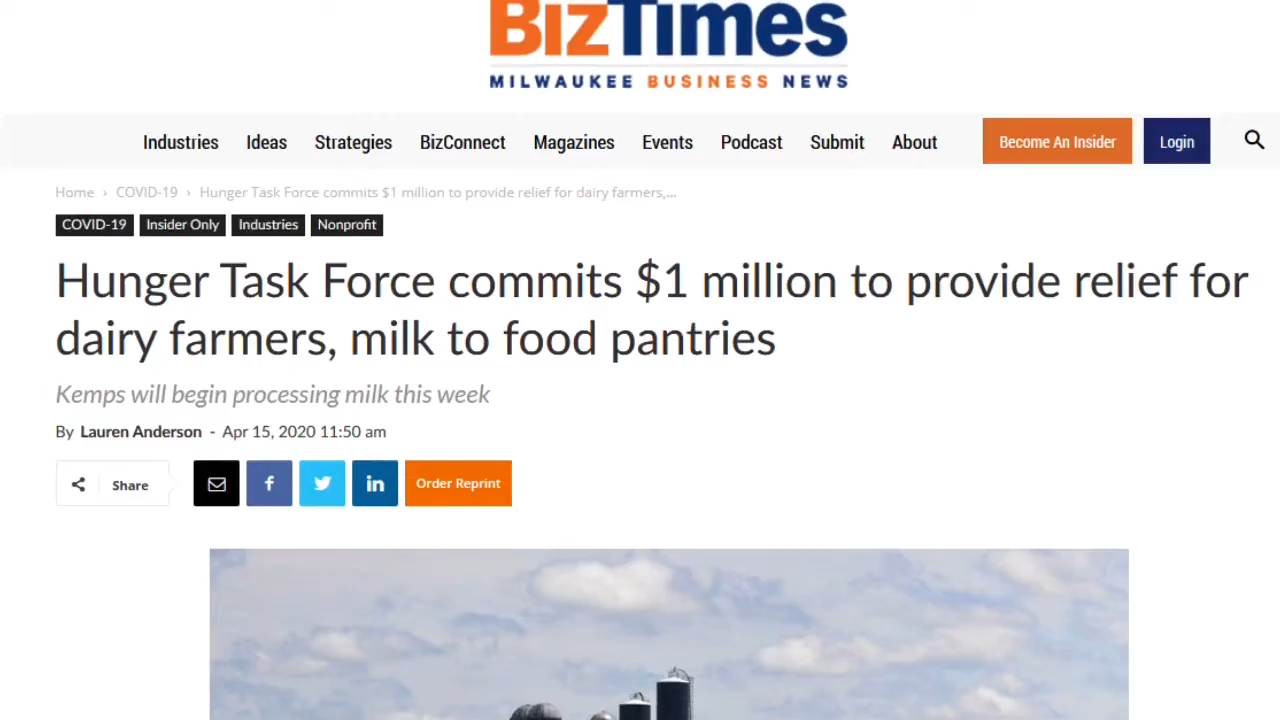 BizTimes
MILWAUKEE BUSINESS NEWS
Industries Ideas Strategies BizConnect Magazines Events Podcast Submit About Become An Insider Login
Home › COVID-19 › Hunger Task Force commits $1 million to provide relief for dairy farmers,...
COVID-19 Insider Only Industries Nonprofit
Hunger Task Force commits $1 million to provide relief for
dairy farmers, milk to food pantries
Kemps will begin processing milk this week
By Lauren Anderson - Apr 15, 2020 11:50 am
Share f in Order Reprint